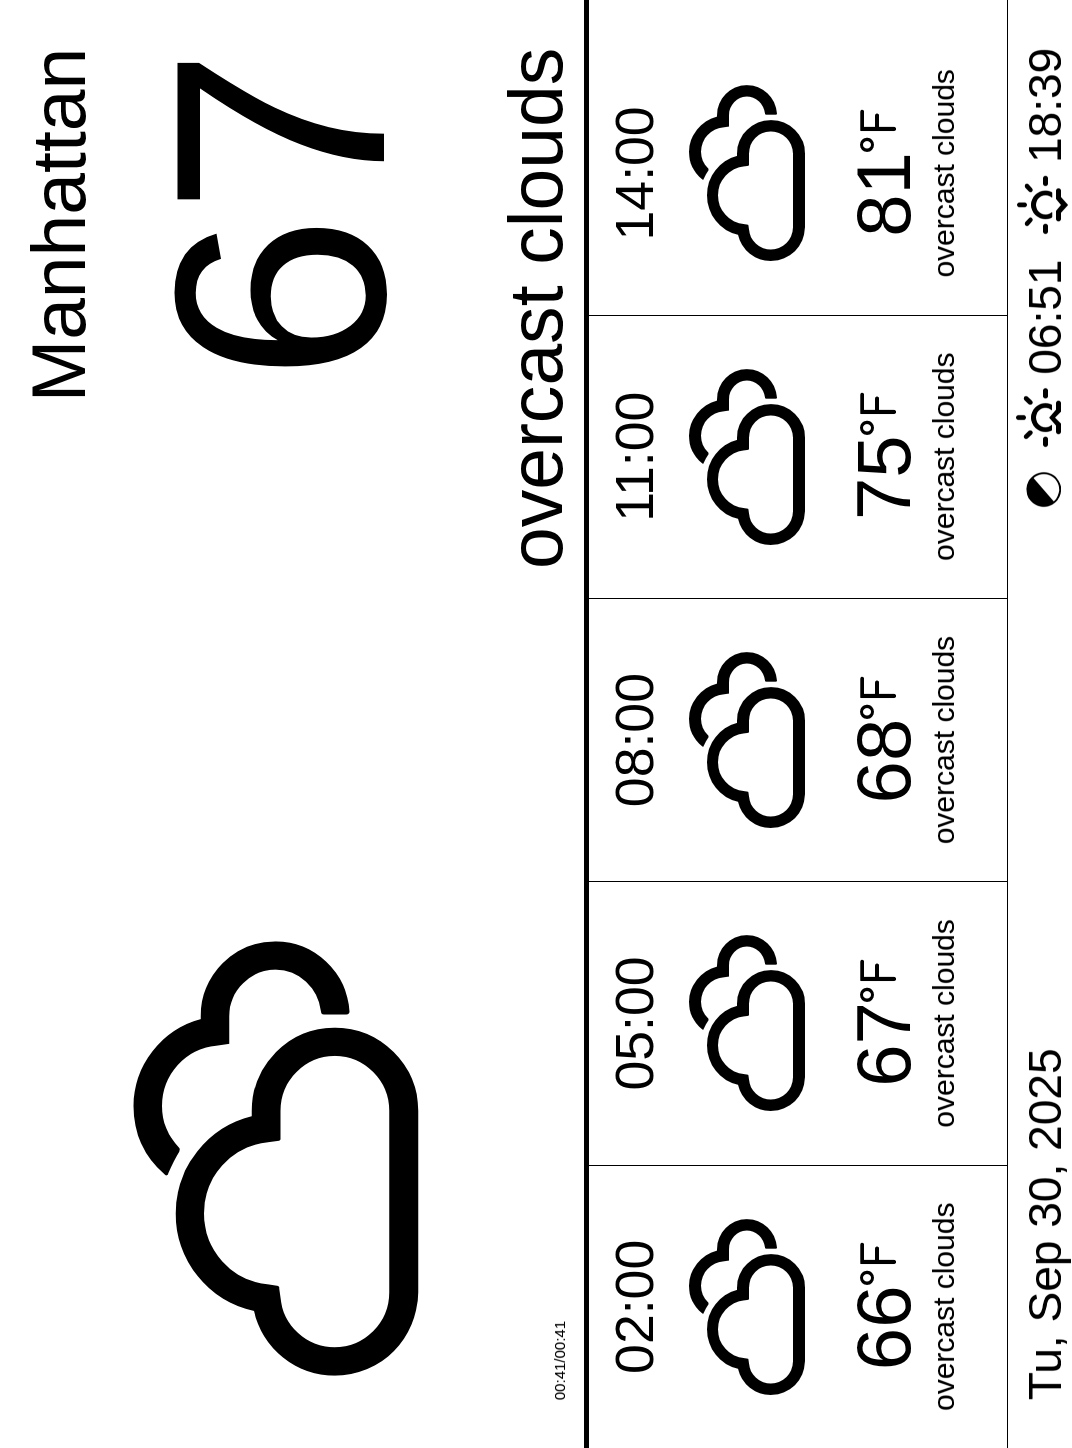 Manhattan
67
overcast clouds
00:41/00:41
02:00
66°F
overcast clouds
05:00
67°F
overcast clouds
08:00
68°F
overcast clouds
11:00
75°F
overcast clouds
14:00
81°F
overcast clouds
Tu, Sep 30, 2025
06:51 18:39